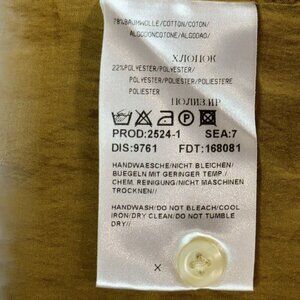 78%BAUMWOLLE/COTTON/COTON/
ALGODONCOTONE/ALGODAO/
ХЛОПОК
22%POLYESTER/POLYESTER/
POLYESTER/POLIESTER/POLIESTERE
POLIESTER
ПОЛИЭИР
PROD:2524-1 SEA:7
DIS:9761 FDT:168081
HANDWAESCHE/NICHT BLEICHEN/
BUEGELN MIT GERINGER TEMP/
CHEM. REINIGUNG/NICHT MASCHINEN
TROCKNEN//
HANDWASH/DO NOT BLEACH/COOL
IRON/DRY CLEAN/DO NOT TUMBLE
DRY//